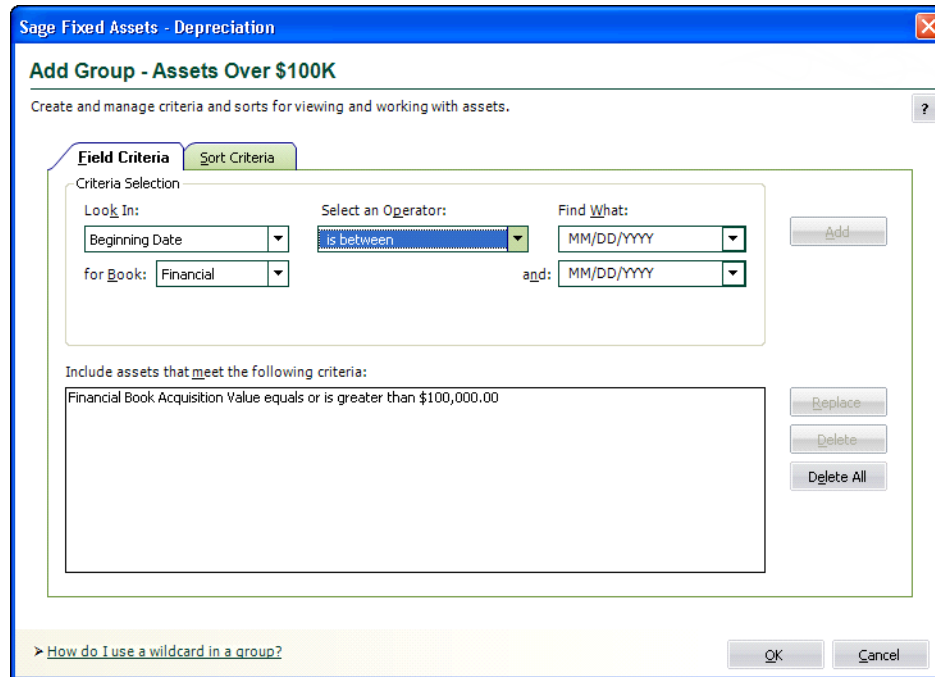 Sage Fixed Assets - Depreciation
Add Group - Assets Over $100K
Create and manage criteria and sorts for viewing and working with assets.
?
Field Criteria
Sort Criteria
Criteria Selection
Look In:
Select an Operator:
Find What:
Beginning Date
is between
MM/DD/YYYY
Add
for Book:
Financial
and:
MM/DD/YYYY
Include assets that meet the following criteria:
Financial Book Acquisition Value equals or is greater than $100,000.00
Replace
Delete
Delete All
How do I use a wildcard in a group?
OK
Cancel